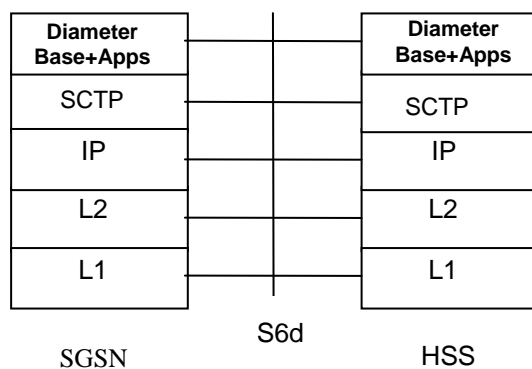 Diameter
Base+Apps
SCTP
IP
L2
L1
SGSN
S6d
Diameter
Base+Apps
SCTP
IP
L2
L1
HSS